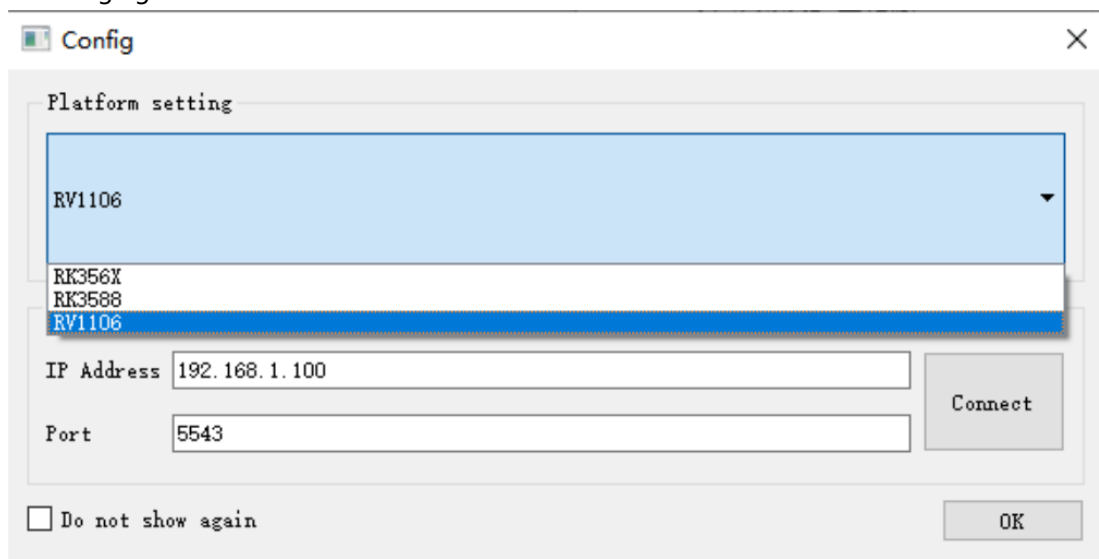 Config
Platform setting
RV1106
RK356X
RK3588
RV1106
IP Address 192.168.1.100
Connect
Port 5543
Do not show again
OK